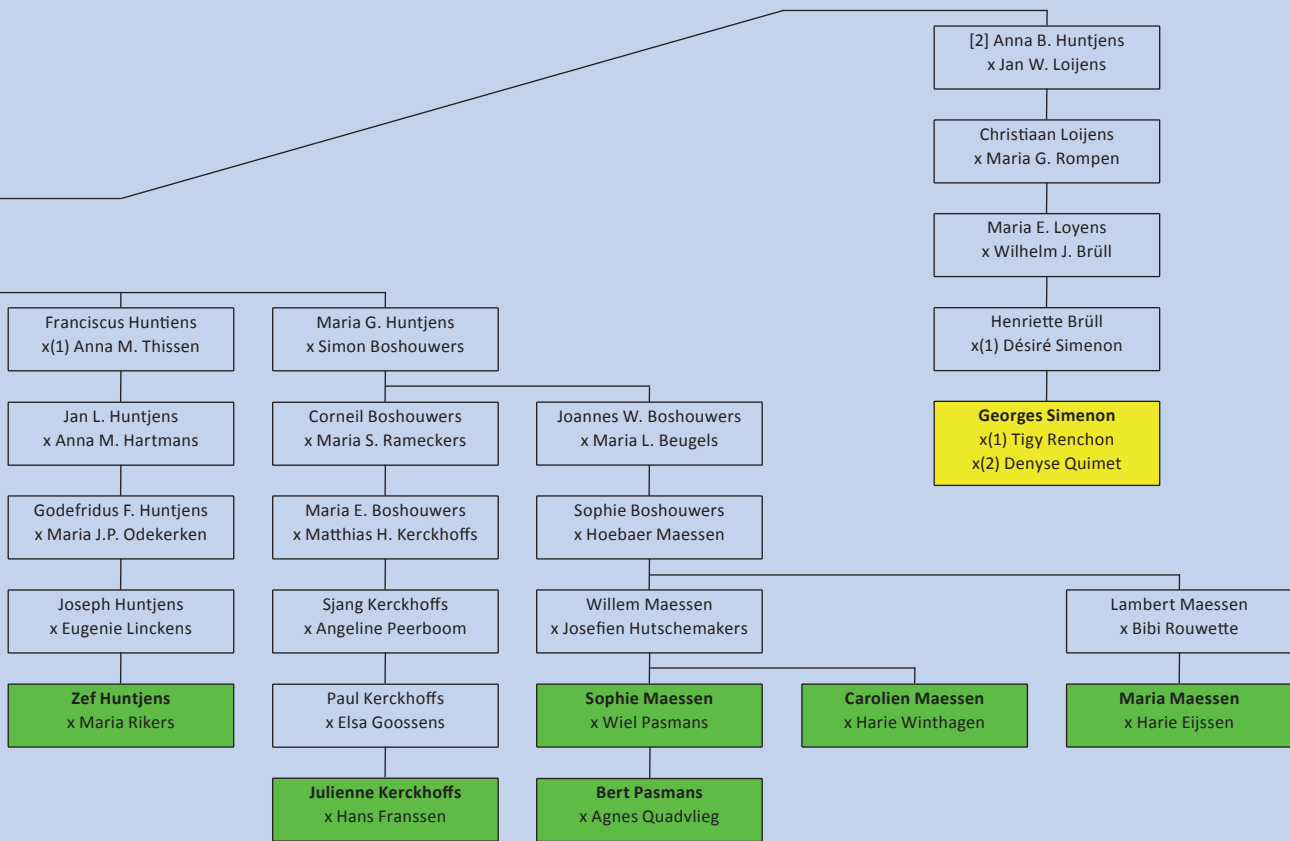 [2] Anna B. Huntjens
x Jan W. Loijens
Christiaan Loijens
x Maria G. Rompen
Maria E. Loyens
x Wilhelm J. Brüll
Franciscus Huntiens
x(1) Anna M. Thissen
Maria G. Huntjens
x Simon Boshouwers
Henriette Brüll
x(1) Désiré Simenon
Jan L. Huntjens
x Anna M. Hartmans
Corneil Boshouwers
x Maria S. Rameckers
Joannes W. Boshouwers
x Maria L. Beugels
Georges Simenon
x(1) Tigy Renchon
x(2) Denyse Quimet
Godefridus F. Huntjens
x Maria J.P. Odekerken
Maria E. Boshouwers
x Matthias H. Kerckhoffs
Sophie Boshouwers
x Hoebaer Maessen
Joseph Huntjens
x Eugenie Linckens
Sjang Kerckhoffs
x Angeline Peerboom
Willem Maessen
x Josefien Hutschemakers
Lambert Maessen
x Bibi Rouwette
Zef Huntjens
x Maria Rikers
Paul Kerckhoffs
x Elsa Goossens
Sophie Maessen
x Wiel Pasmans
Carolien Maessen
x Harie Winthagen
Maria Maessen
x Harie Eijssen
Julienne Kerckhoffs
x Hans Franssen
Bert Pasmans
x Agnes Quadvlieg